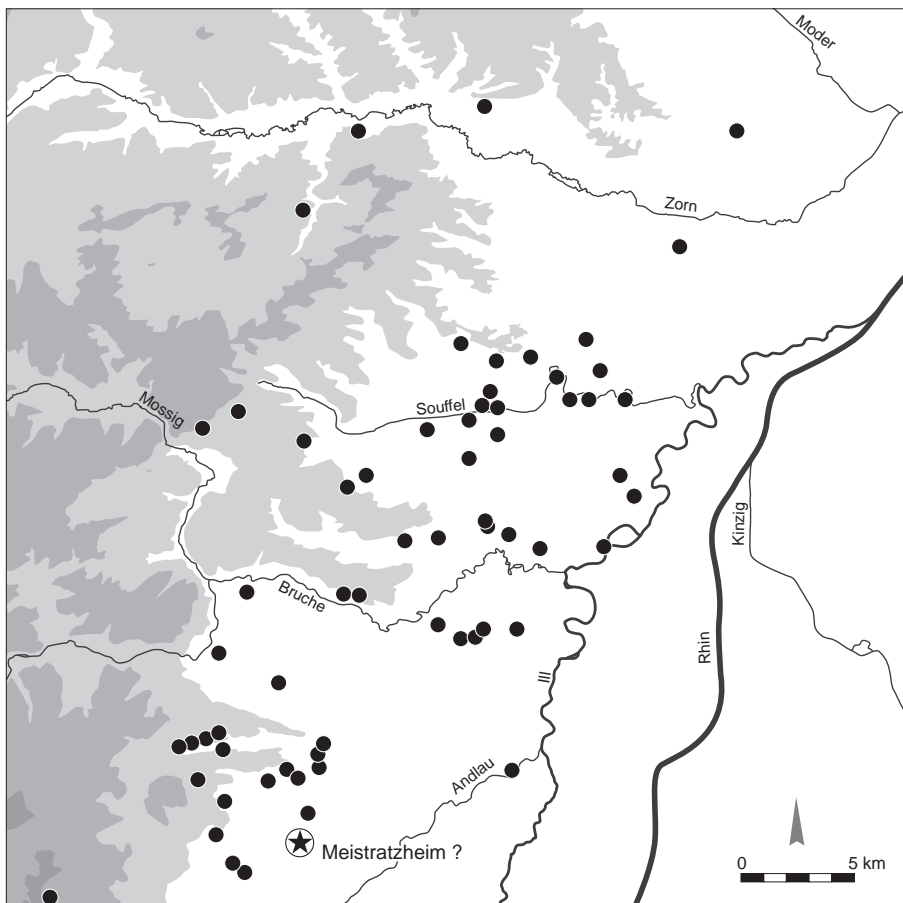 Moder
Zorn
Mossig
Souffel
Kinzig
Bruche
Rhin
Ill
Andlau
Meistratzheim ?
0 5 km